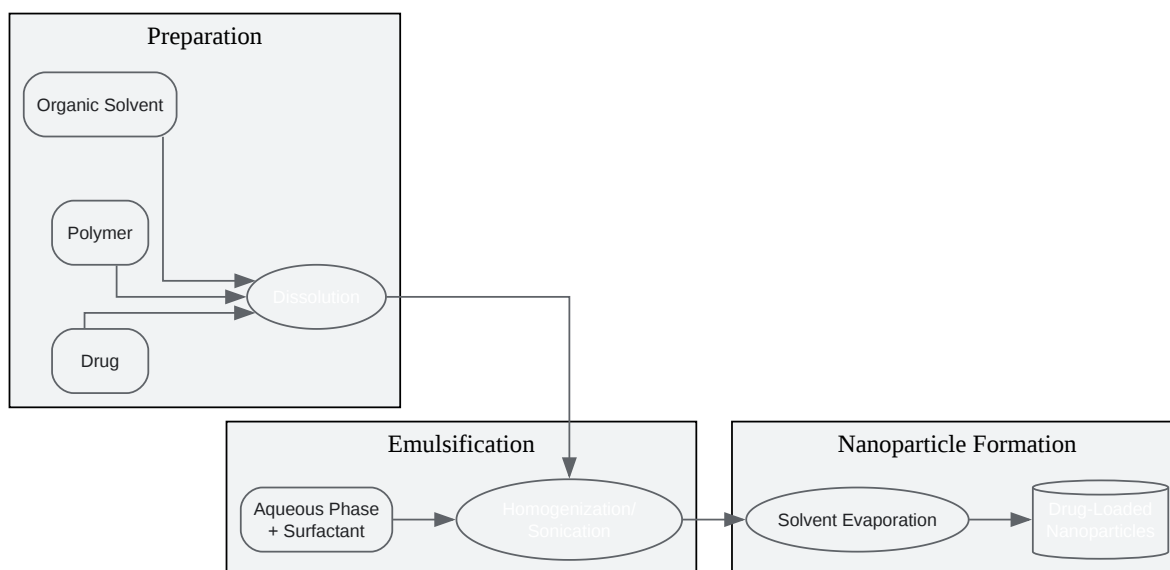 Preparation
Organic Solvent
Polymer
Dissolution
Drug
Emulsification
Aqueous Phase
+ Surfactant
Homogenization/
Sonication
Nanoparticle Formation
Solvent Evaporation
Drug-Loaded
Nanoparticles